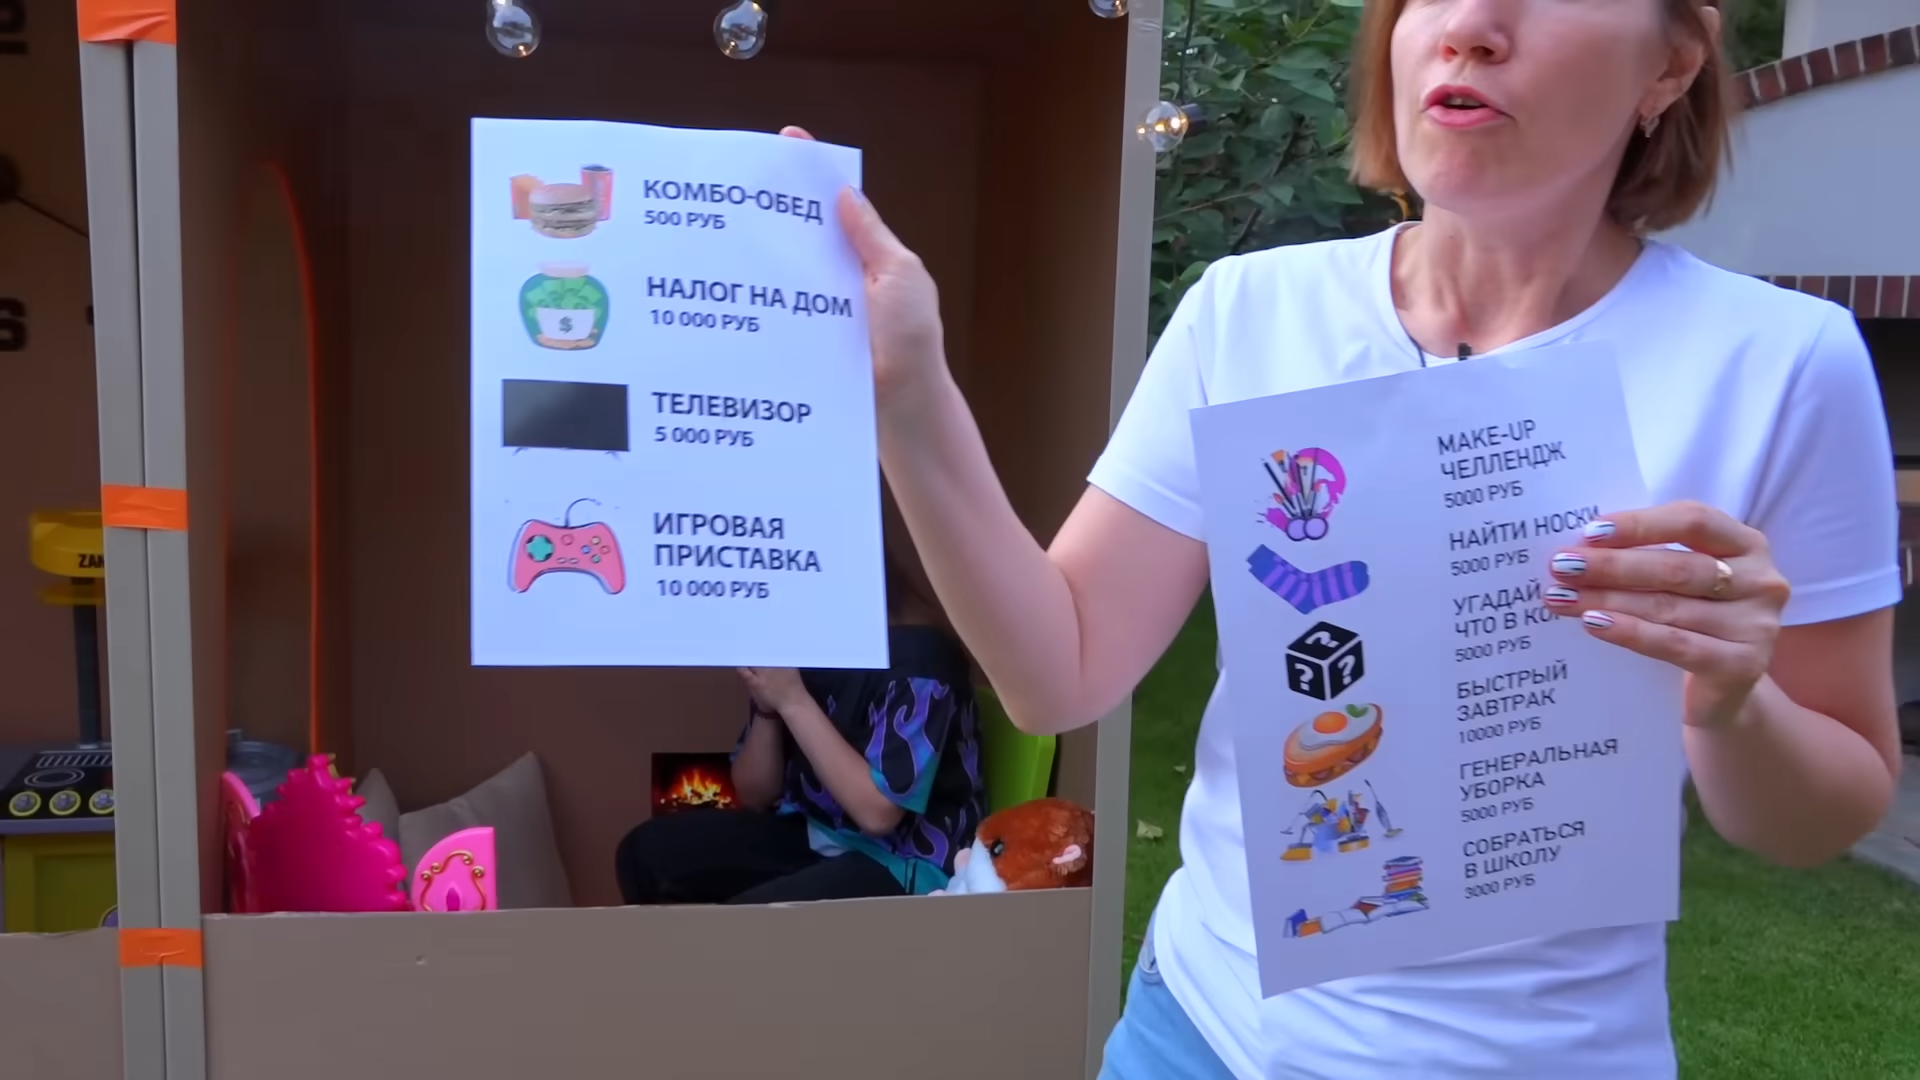 КОМБО-ОБЕД
500 РУБ
НАЛОГ НА ДОМ
10 000 РУБ
$
ТЕЛЕВИЗОР
5 000 РУБ
ИГРОВАЯ
ПРИСТАВКА
10 000 РУБ
MAKE-UP
ЧЕЛЛЕНДЖ
5000 РУБ
НАЙТИ НОСКИ
5000 РУБ
УГАДАЙ
ЧТО В
5000 РУБ
? ? ?
БЫСТРЫЙ
ЗАВТРАК
10000 РУБ
ГЕНЕРАЛЬНАЯ
УБОРКА
5000 РУБ
СОБРАТЬСЯ
В ШКОЛУ
3000 РУБ